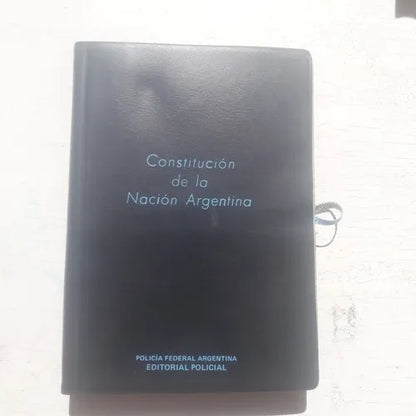 Constitución
de la
Nación Argentina
POLICÍA FEDERAL ARGENTINA
EDITORIAL POLICIAL